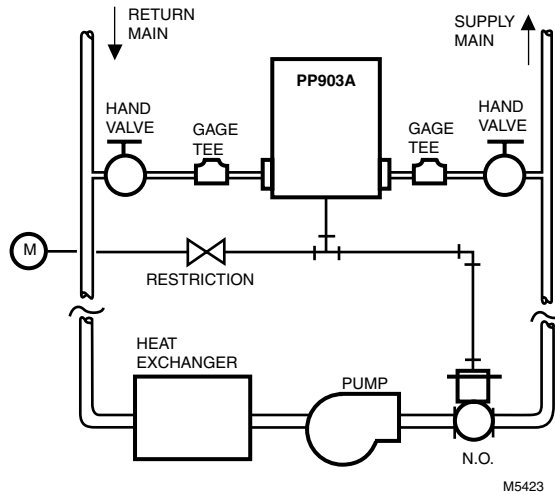 RETURN
MAIN
SUPPLY
MAIN
PP903A
HAND
VALVE
GAGE
TEE
GAGE
TEE
HAND
VALVE
M
RESTRICTION
HEAT
EXCHANGER
PUMP
N.O.
M5423